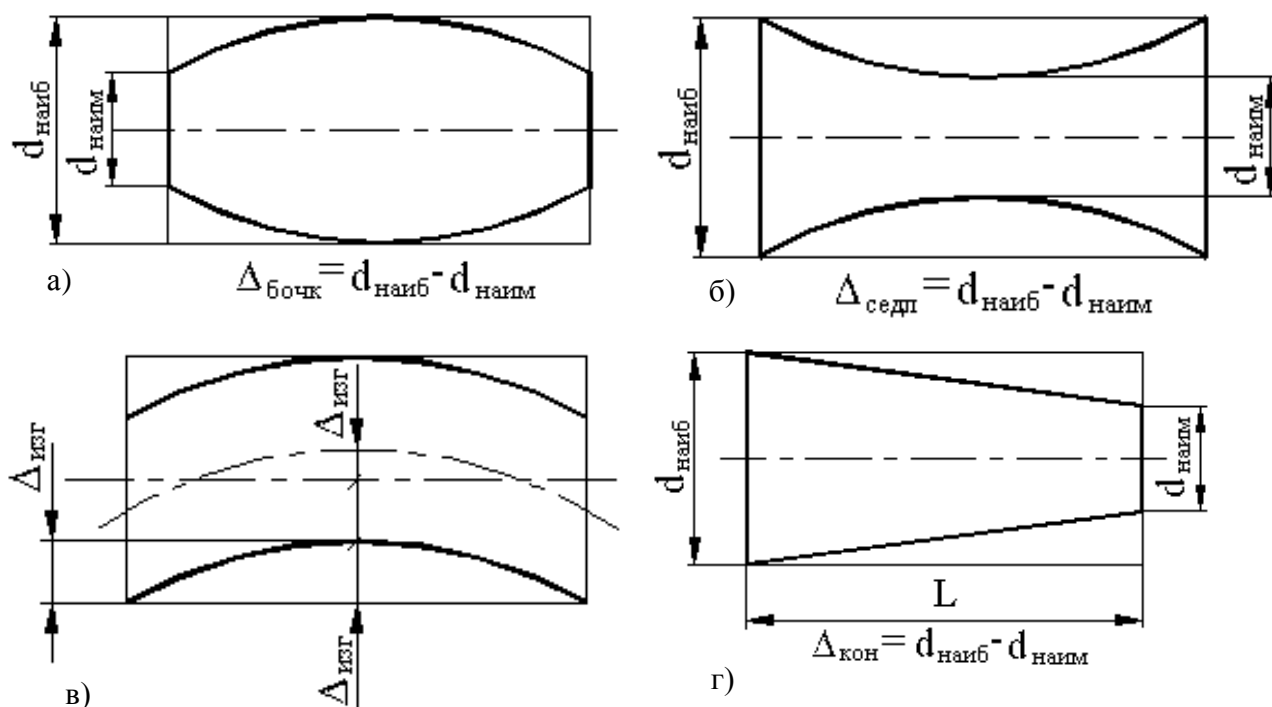 dнаиб
dнаим
а)
Δбочк = dнаиб - dнаим
dнаиб
dнаим
б)
Δседл = dнаиб - dнаим
Δизг
Δизг
Δизг
в)
dнаиб
dнаим
L
Δкон = dнаиб - dнаим
г)